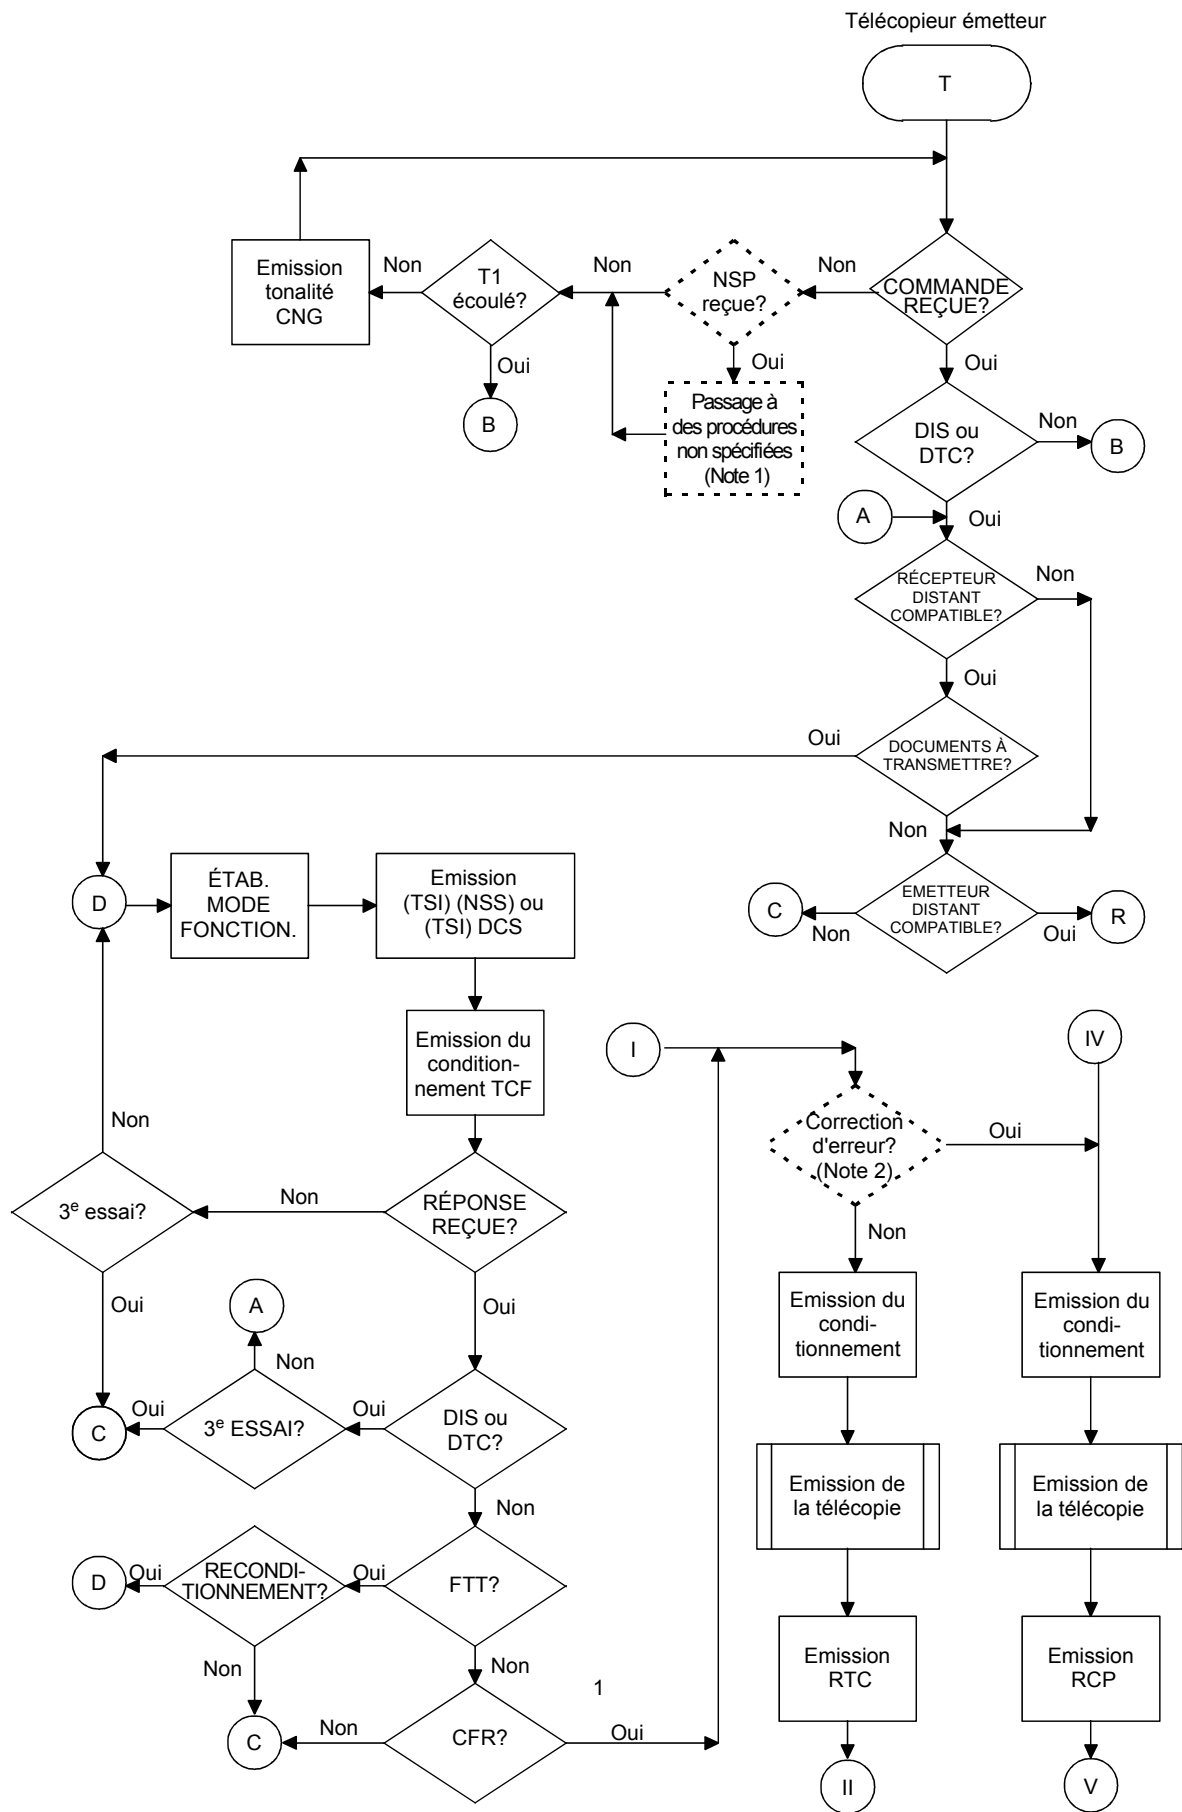 Télécopieur émetteur
T
COMMANDE
REÇUE?
Non
NSP
reçue?
Non
T1
écoulé?
Non
Emission
tonalité
CNG
Oui
B
Oui
Passage à
des procédures
non spécifiées
(Note 1)
Oui
DIS ou
DTC?
Non
B
A
Oui
RÉCEPTEUR
DISTANT
COMPATIBLE?
Non
Oui
DOCUMENTS À
TRANSMETTRE?
Oui
Non
EMETTEUR
DISTANT
COMPATIBLE?
C
Non
Oui
R
D
ÉTAB.
MODE
FONCTION.
Emission
(TSI) (NSS) ou
(TSI) DCS
Emission du
condition-
nement TCF
Non
3e essai?
Non
RÉPONSE
REÇUE?
Oui
Oui
A
Non
C
Oui
3e ESSAI?
Oui
DIS ou
DTC?
Non
D
Oui
RECONDI-
TIONNEMENT?
Oui
FTT?
Non
Non
C
Non
CFR?
1
Oui
I
Correction
d'erreur?
(Note 2)
Oui
IV
Non
Emission du
condi-
tionnement
Emission du
condi-
tionnement
Emission de
la télécopie
Emission de
la télécopie
Emission
RTC
Emission
RCP
II
V